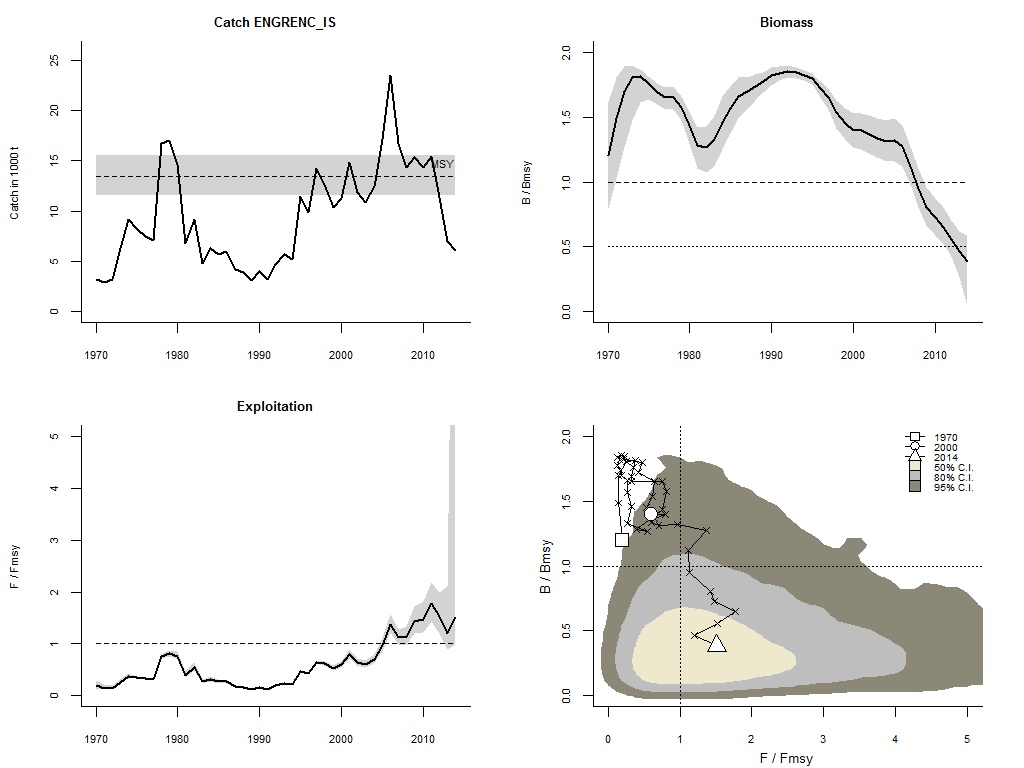 Catch ENGRENC_IS
Catch in 1000 t
25
20
15
10
5
0
MSY
1970 1980 1990 2000 2010
Biomass
B / Bmsy
2.0
1.5
1.0
0.5
0.0
1970 1980 1990 2000 2010
Exploitation
F / Fmsy
5
4
3
2
1
0
1970 1980 1990 2000 2010
B / Bmsy
2.0
1.5
1.0
0.5
0.0
1970
2000
2014
50% C.I.
80% C.I.
95% C.I.
0 1 2 3 4 5
F / Fmsy